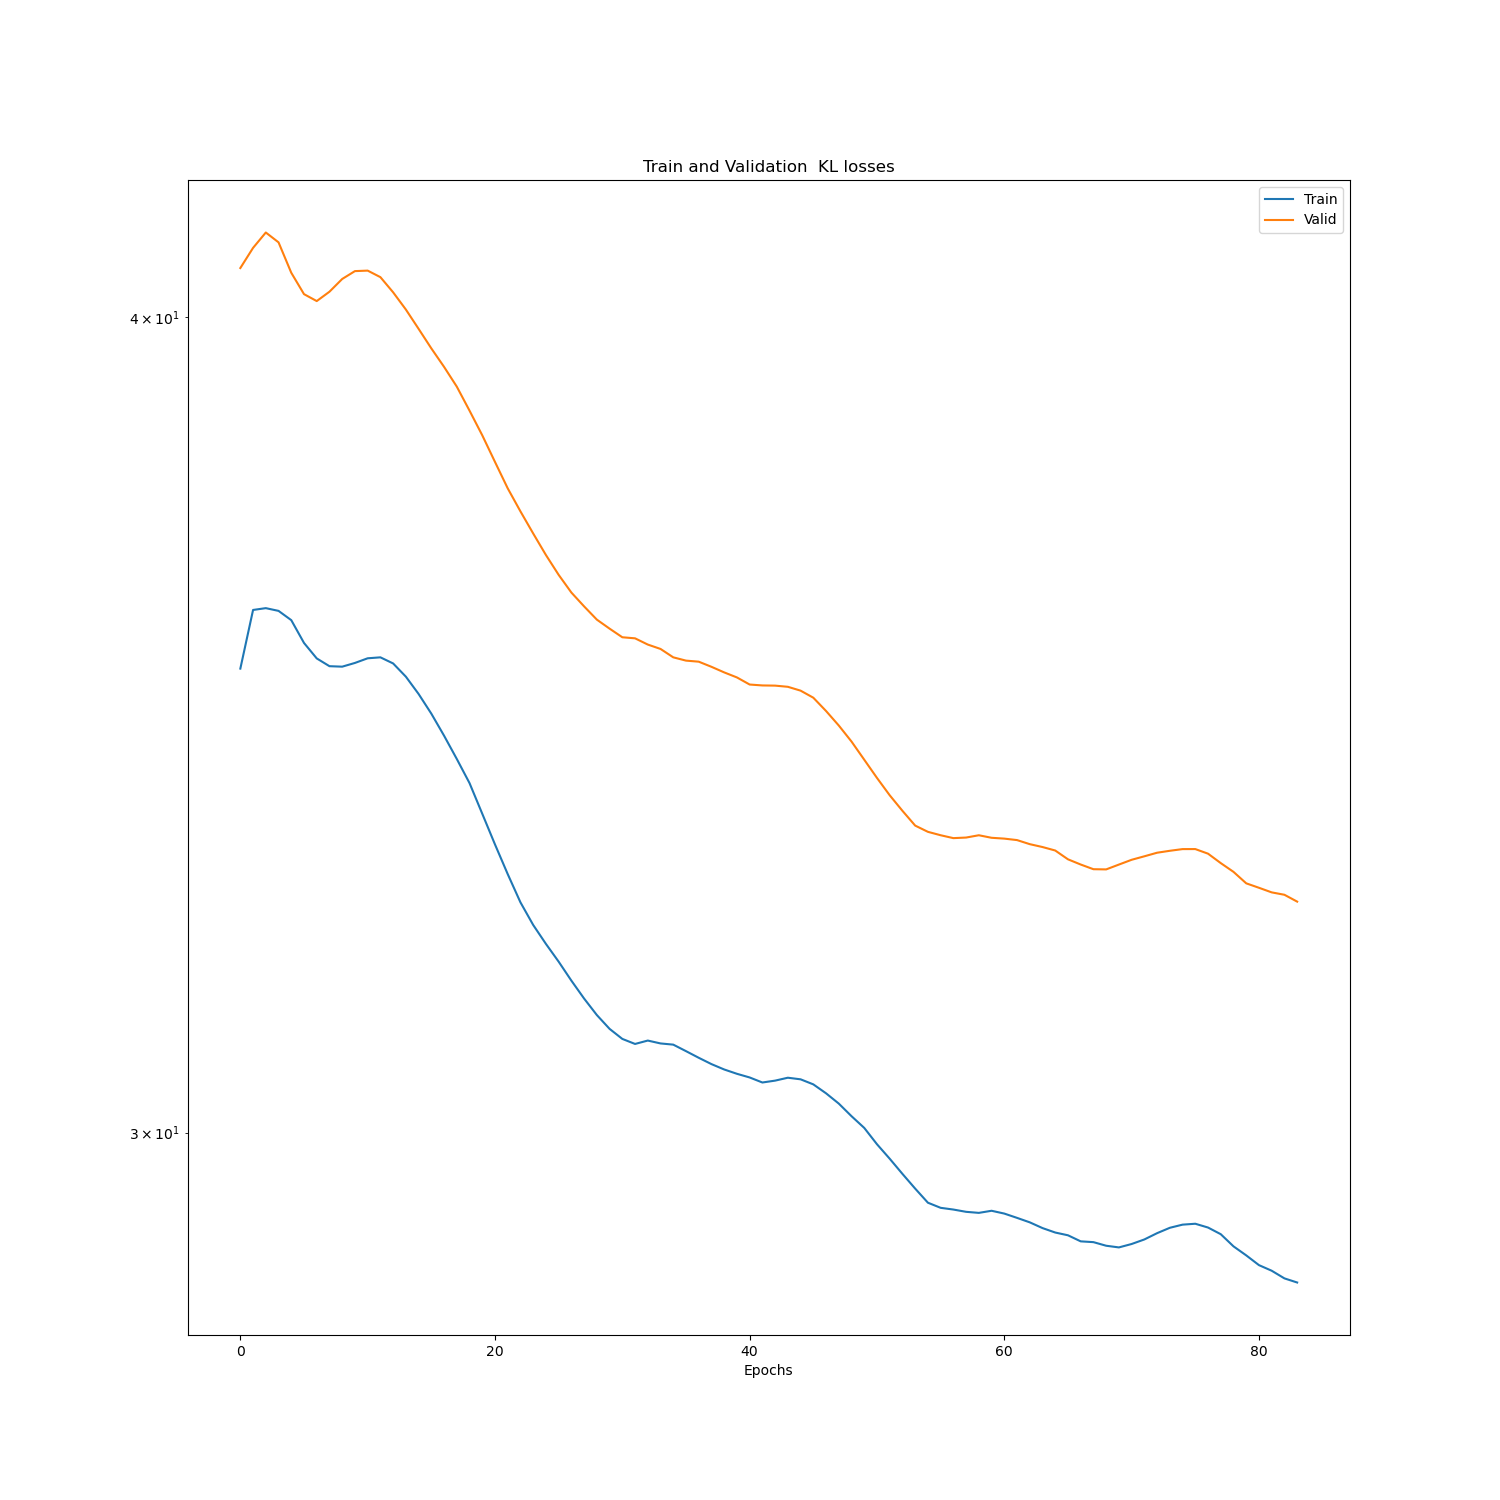 Train and Validation  KL losses
Train
Valid
4 × 10¹
3 × 10¹
0 20 40 60 80
Epochs